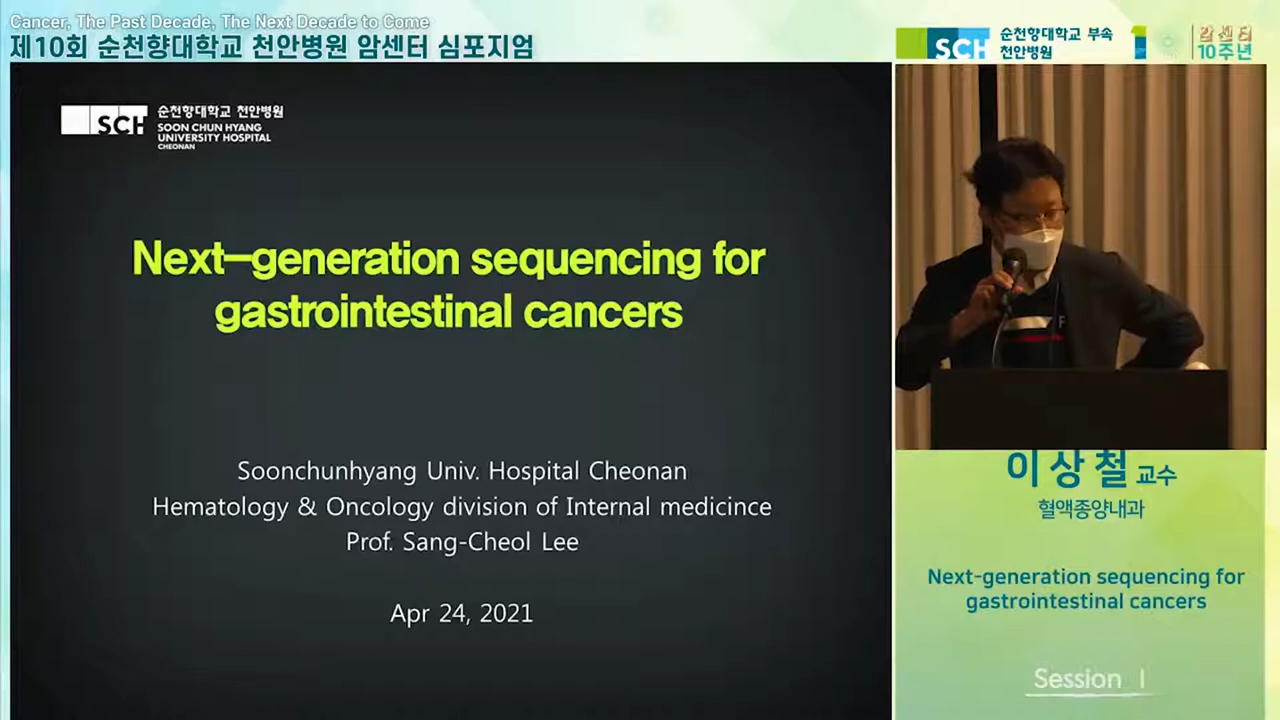 Cancer, The Past Decade, The Next Decade to Come
제10회 순천향대학교 천안병원 암센터 심포지엄
SCH
순천향대학교 부속
천안병원
1
암센터
10주년
SCH
순천향대학교 천안병원
SOON CHUN HYANG
UNIVERSITY HOSPITAL
CHEONAN
Next-generation sequencing for
gastrointestinal cancers
Soonchunhyang Univ. Hospital Cheonan
Hematology & Oncology division of Internal medicince
Prof. Sang-Cheol Lee
Apr 24, 2021
F
이상철 교수
혈액종양내과
Next-generation sequencing for
gastrointestinal cancers
Session I